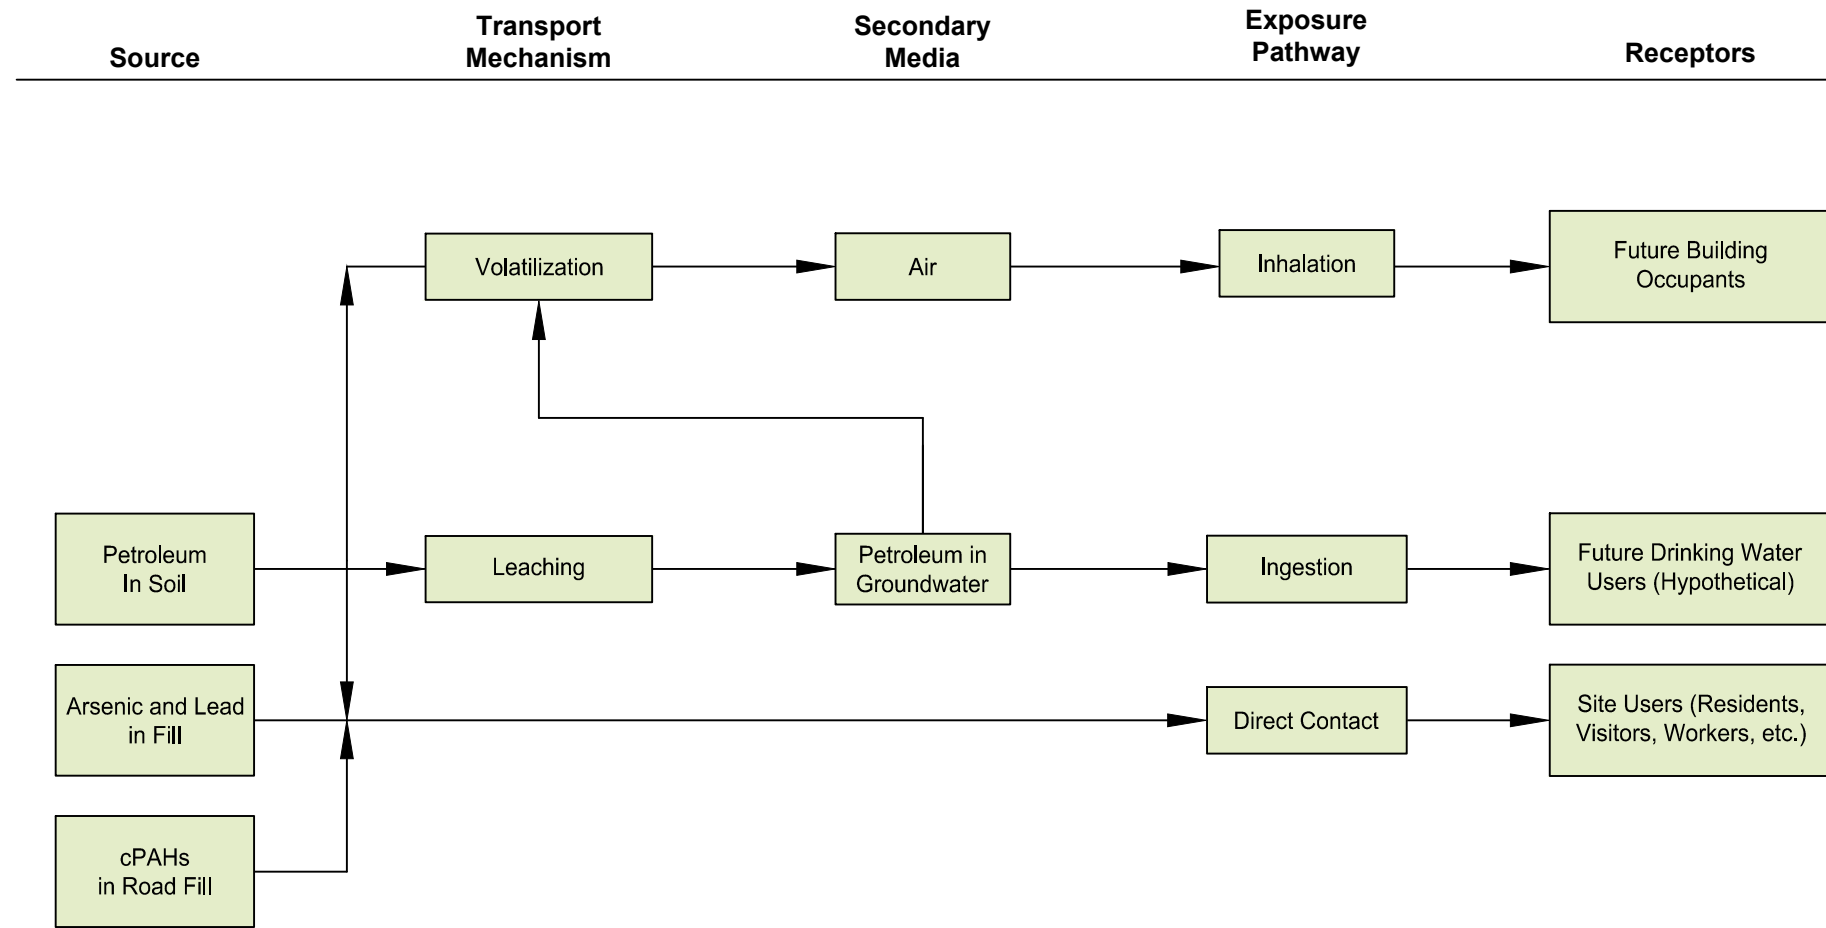 Source
Transport
Mechanism
Secondary
Media
Exposure
Pathway
Receptors
Volatilization
Air
Inhalation
Future Building
Occupants
Petroleum
In Soil
Leaching
Petroleum in
Groundwater
Ingestion
Future Drinking Water
Users (Hypothetical)
Arsenic and Lead
in Fill
Direct Contact
Site Users (Residents,
Visitors, Workers, etc.)
cPAHs
in Road Fill